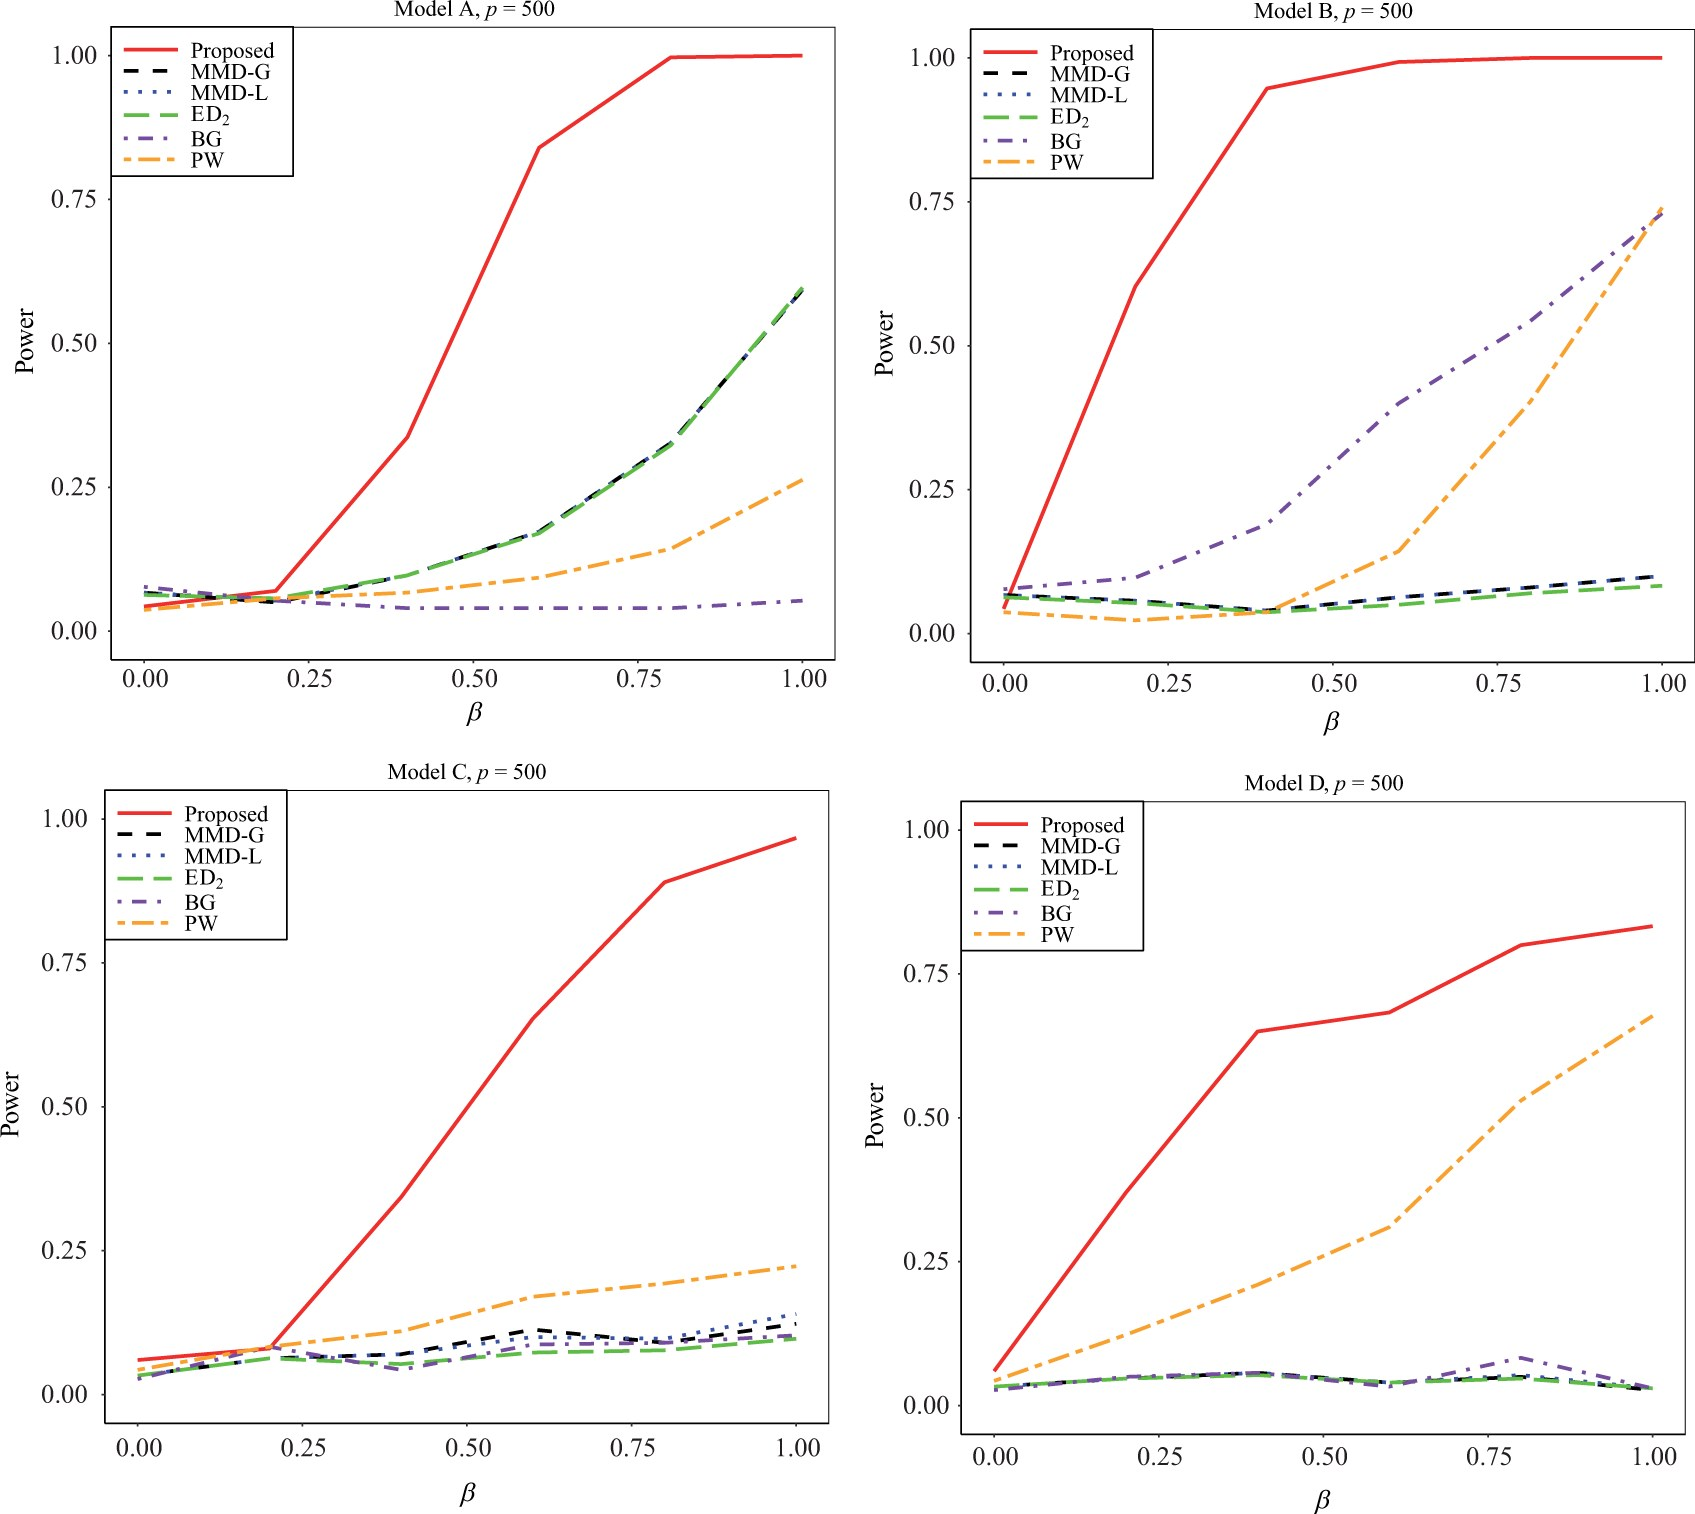 Model A, p = 500
Proposed
MMD-G
MMD-L
ED₂
BG
PW
1.00
0.75
0.50
0.25
0.00
Power
0.00 0.25 0.50 0.75 1.00
β
Model B, p = 500
Proposed
MMD-G
MMD-L
ED₂
BG
PW
1.00
0.75
0.50
0.25
0.00
Power
0.00 0.25 0.50 0.75 1.00
β
Model C, p = 500
Proposed
MMD-G
MMD-L
ED₂
BG
PW
1.00
0.75
0.50
0.25
0.00
Power
0.00 0.25 0.50 0.75 1.00
β
Model D, p = 500
Proposed
MMD-G
MMD-L
ED₂
BG
PW
1.00
0.75
0.50
0.25
0.00
Power
0.00 0.25 0.50 0.75 1.00
β